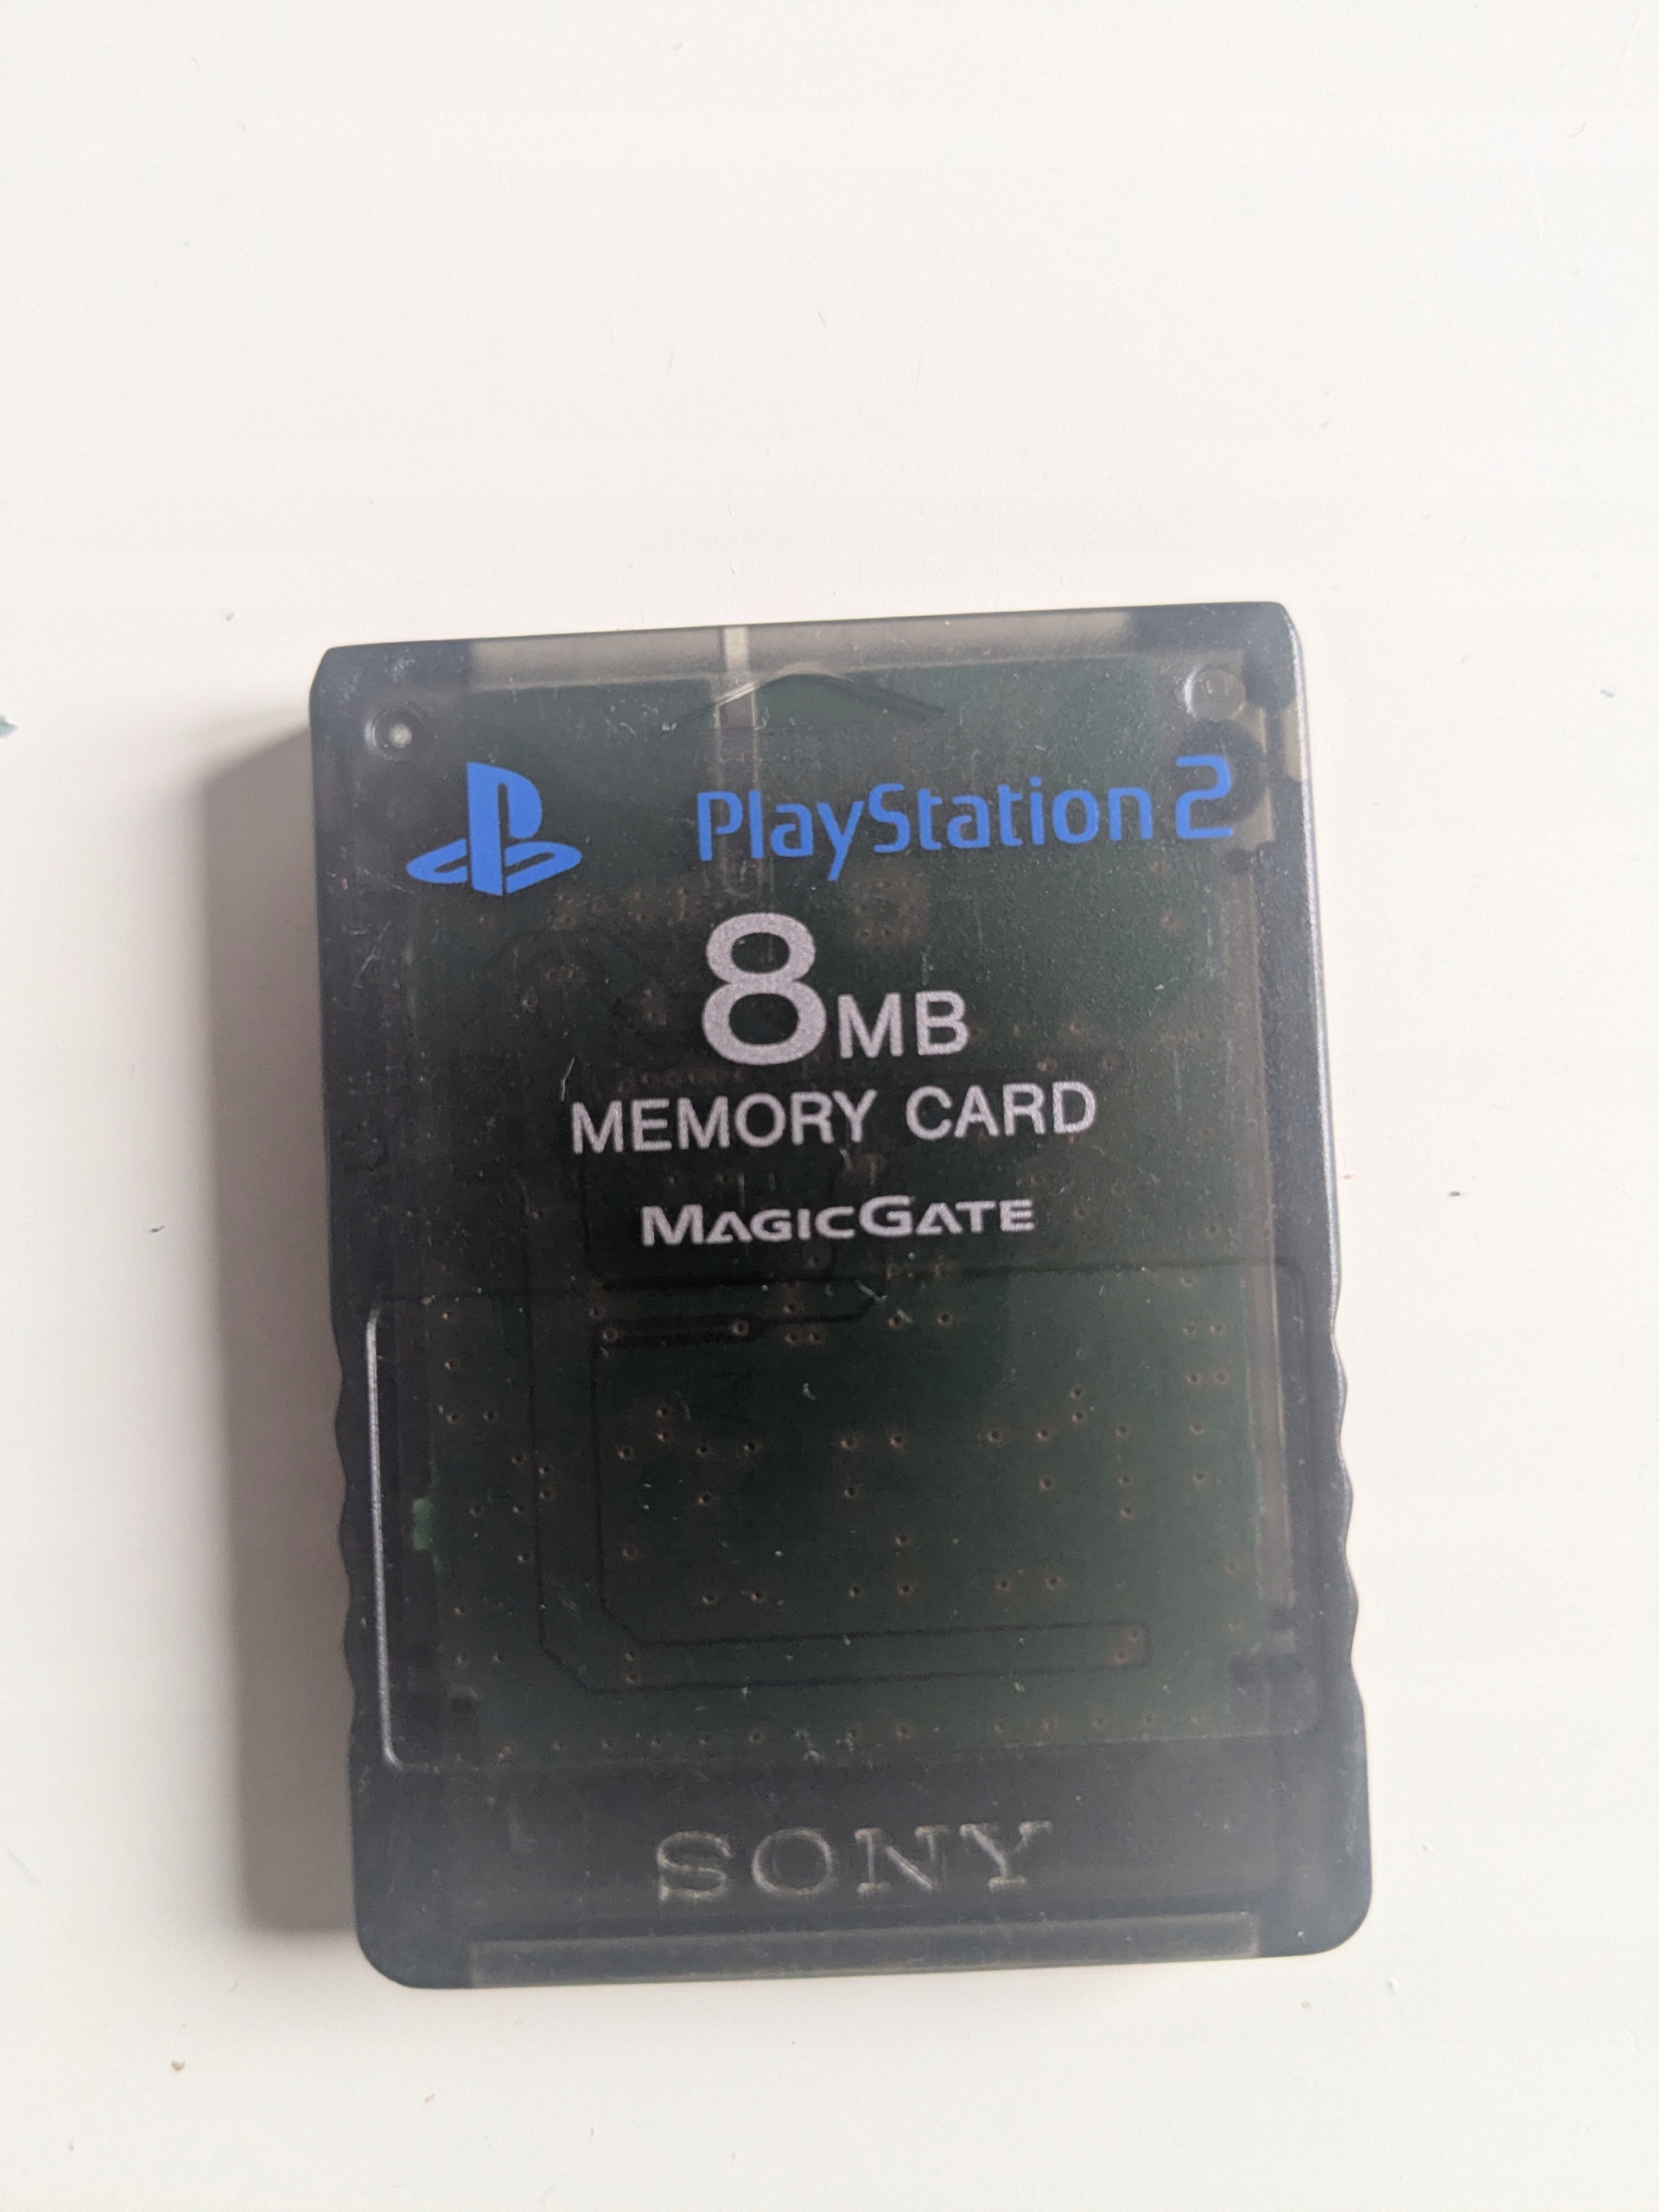 PlayStation 2
8MB
MEMORY CARD
MAGICGATE
SONY